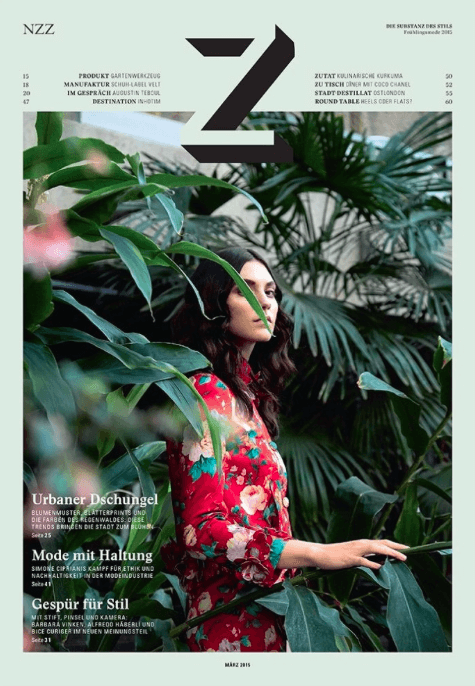 NZZ
Z
DIE SUBSTANZ DES STILS
Frühlingsmode 2015
15 PRODUKT GARTENWERKZEUG
18 MANUFAKTUR SCHUH-LABEL VELT
20 IM GESPRÄCH AUGUSTIN TEBOUL
47 DESTINATION INHOTIM
ZUTAT KULINARISCHE KURKUMA 50
ZU TISCH DINER MIT COCO CHANEL 52
STADT-DESTILLAT OSTLONDON 55
ROUND TABLE HEELS ODER FLATS? 60
Urbaner Dschungel
BLUMENMUSTER, BLÄTTERPRINTS UND
DIE FARBEN DES REGENWALDES: DIESE
TRENDS BRINGEN DIE STADT ZUM BLÜHEN
Seite 25
Mode mit Haltung
SIMONE CIPRIANIS KAMPF FÜR ETHIK UND
NACHHALTIGKEIT IN DER MODEINDUSTRIE
Seite 41
Gespür für Stil
MIT STIFT, PINSEL UND KAMERA:
BARBARA VINKEN, ALFREDO HÄBERLI UND
BICE CURIGER IM NEUEN MEINUNGSTEIL
Seite 31
MÄRZ 2015